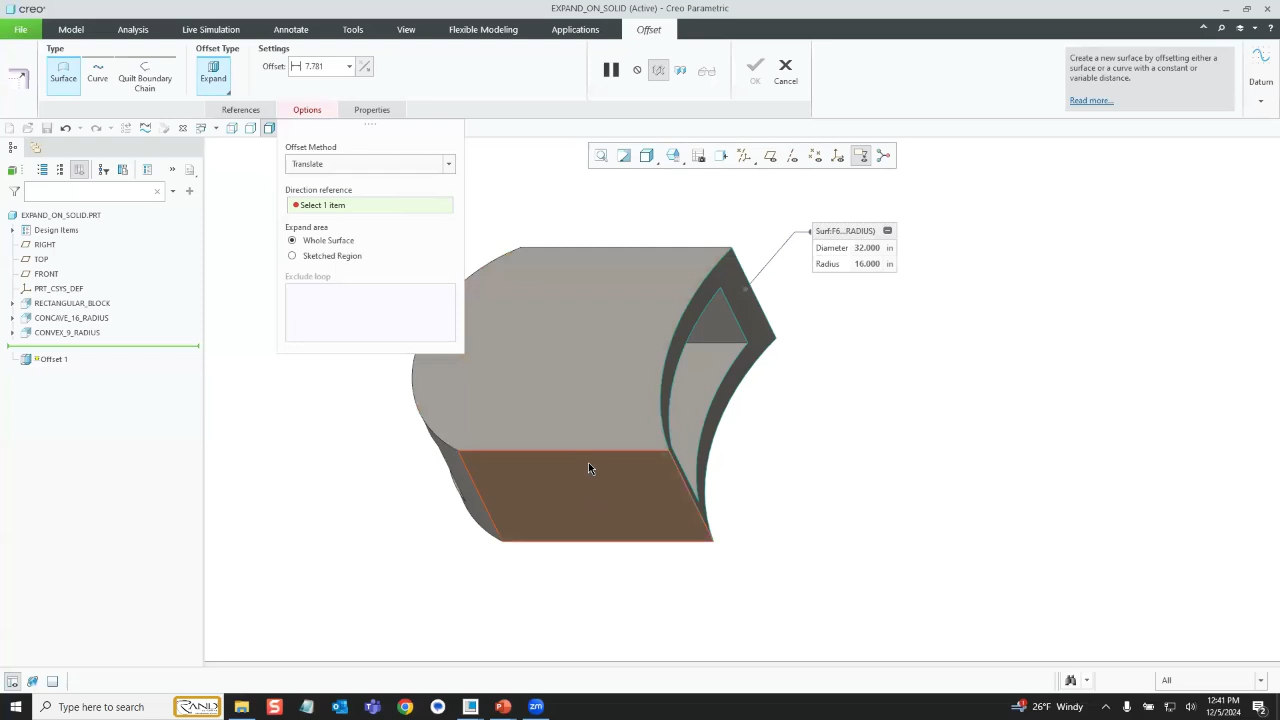 creo
EXPAND_ON_SOLID (Active) - Creo Parametric
File
Model
Analysis
Live Simulation
Annotate
Tools
View
Flexible Modeling
Applications
Offset
Type
Offset Type
Settings
Surface
Curve
Quilt Boundary
Chain
Expand
Offset:
7.781
OK
Cancel
Create a new surface by offsetting either a
surface or a curve with a constant or
variable distance.
Read more...
Datum
References
Options
Properties
Offset Method
Translate
Direction reference
Select 1 item
Expand area
Whole Surface
Sketched Region
Exclude loop
EXPAND_ON_SOLID.PRT
Design Items
RIGHT
TOP
FRONT
PRT_CSYS_DEF
RECTANGULAR_BLOCK
CONCAVE_16_RADIUS
CONVEX_9_RADIUS
Offset 1
Surf:F6...RADIUS)
Diameter 32.000 in
Radius 16.000 in
All
Type here to search
RAND
zm
26°F Windy
12:41 PM
12/5/2024
2